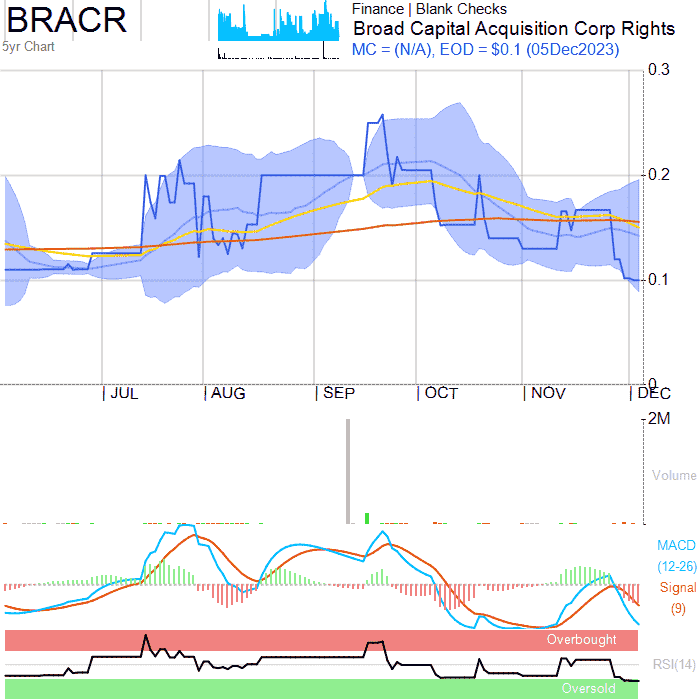 BRACR
5yr Chart
Finance | Blank Checks
Broad Capital Acquisition Corp Rights
MC = (N/A), EOD = $0.1 (05Dec2023)
0.3
0.2
0.1
0
JUL AUG SEP OCT NOV DEC
2M
Volume
MACD
(12-26)
Signal
(9)
Overbought
RSI(14)
Oversold